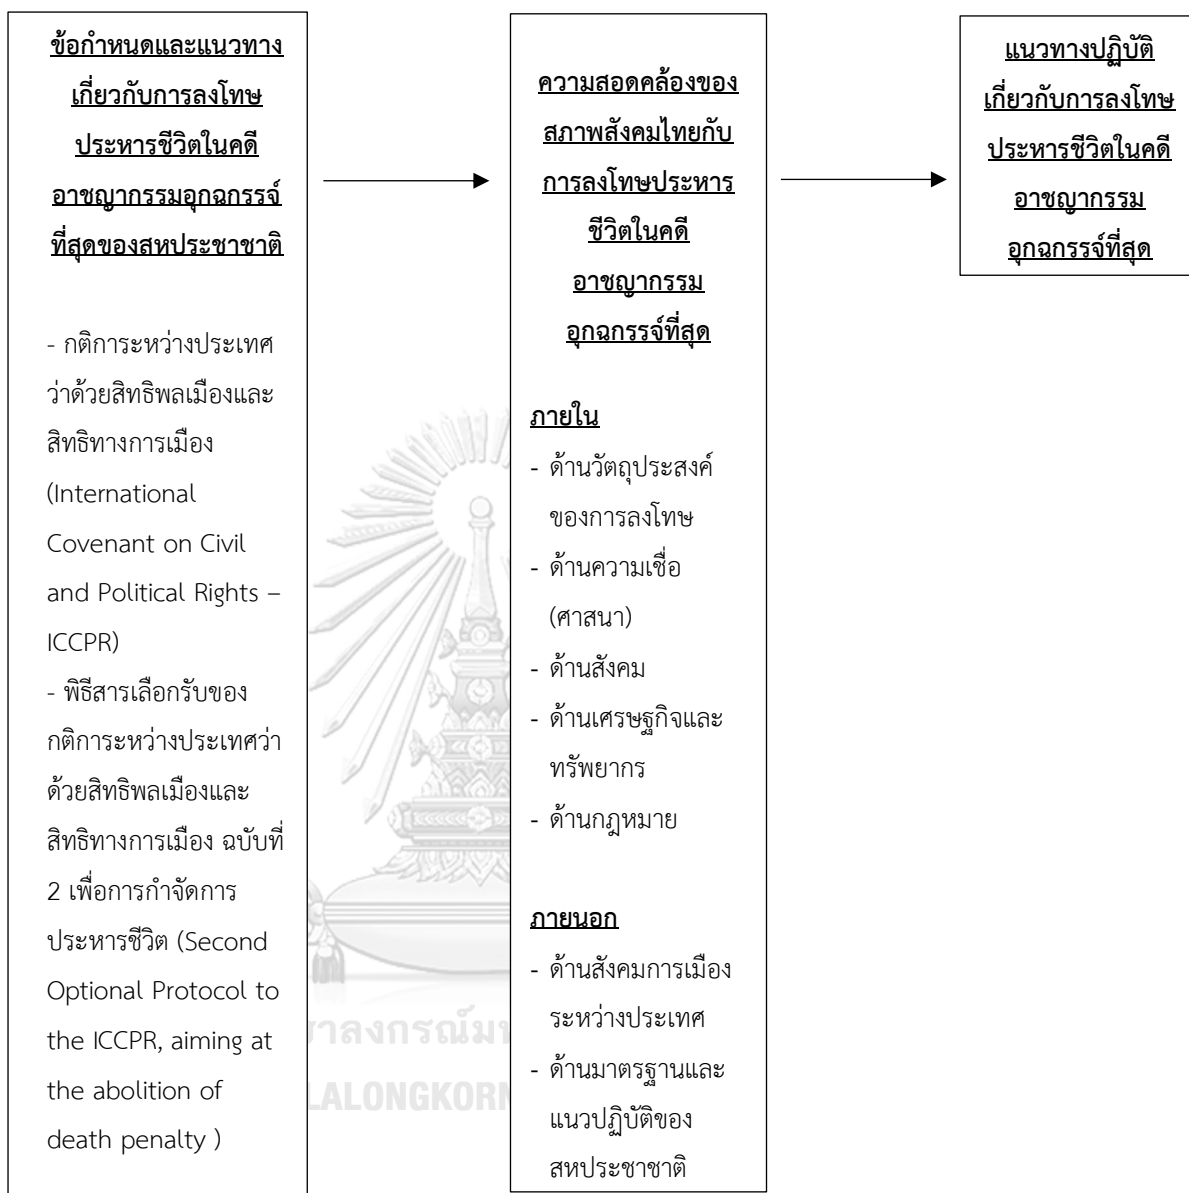 ข้อกำหนดและแนวทาง
เกี่ยวกับการลงโทษ
ประหารชีวิตในคดี
อาชญากรรมอุกฉกรรจ์
ที่สุดของสหประชาชาติ
- กติการะหว่างประเทศ
ว่าด้วยสิทธิพลเมืองและ
สิทธิทางการเมือง
(International
Covenant on Civil
and Political Rights –
ICCPR)
- พิธีสารเลือกรับของ
กติการะหว่างประเทศว่า
ด้วยสิทธิพลเมืองและ
สิทธิทางการเมือง ฉบับที่
2 เพื่อการกำจัดการ
ประหารชีวิต (Second
Optional Protocol to
the ICCPR, aiming at
the abolition of
death penalty )
ความสอดคล้องของ
สภาพสังคมไทยกับ
การลงโทษประหาร
ชีวิตในคดี
อาชญากรรม
อุกฉกรรจ์ที่สุด
ภายใน
- ด้านวัตถุประสงค์
ของการลงโทษ
- ด้านความเชื่อ
(ศาสนา)
- ด้านสังคม
- ด้านเศรษฐกิจและ
ทรัพยากร
- ด้านกฎหมาย
ภายนอก
- ด้านสังคมการเมือง
ระหว่างประเทศ
- ด้านมาตรฐานและ
แนวปฏิบัติของ
สหประชาชาติ
แนวทางปฏิบัติ
เกี่ยวกับการลงโทษ
ประหารชีวิตในคดี
อาชญากรรม
อุกฉกรรจ์ที่สุด